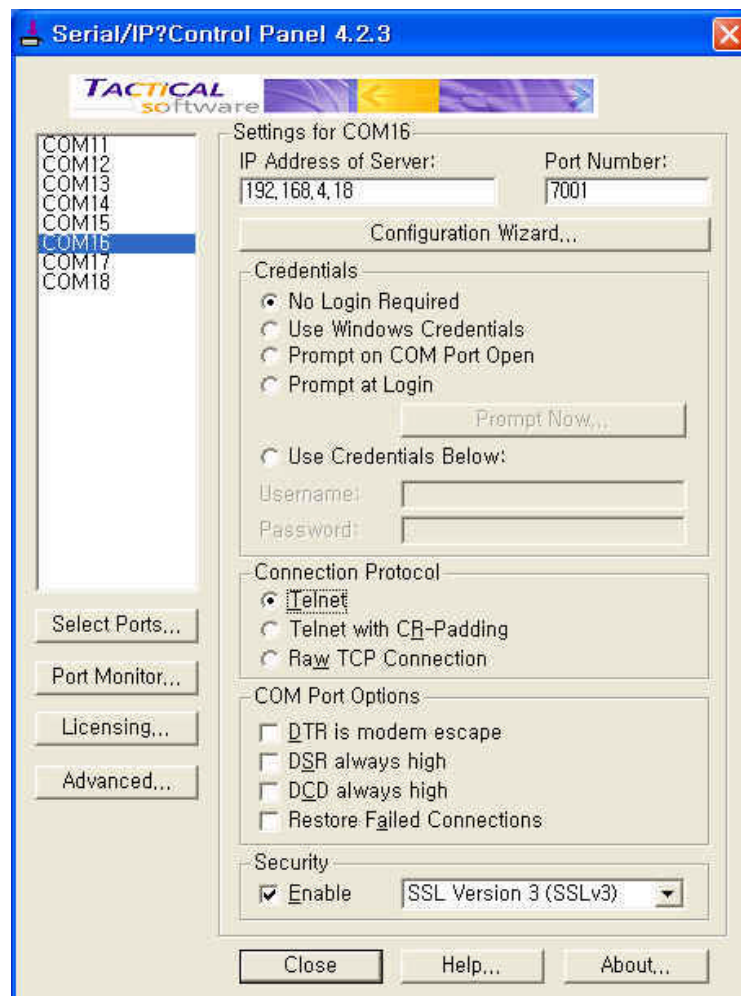 Serial/IP?Control Panel 4.2.3
TACTICAL
software
COM11
COM12
COM13
COM14
COM15
COM16
COM17
COM18
Settings for COM16
IP Address of Server: Port Number:
192,168,4,18 7001
Configuration Wizard...
Credentials
No Login Required
Use Windows Credentials
Prompt on COM Port Open
Prompt at Login
Prompt Now...
Use Credentials Below:
Username:
Password:
Connection Protocol
Telnet
Telnet with CR-Padding
Raw TCP Connection
COM Port Options
DTR is modem escape
DSR always high
DCD always high
Restore Failed Connections
Security
Enable SSL Version 3 (SSLv3)
Select Ports...
Port Monitor...
Licensing...
Advanced...
Close Help... About...